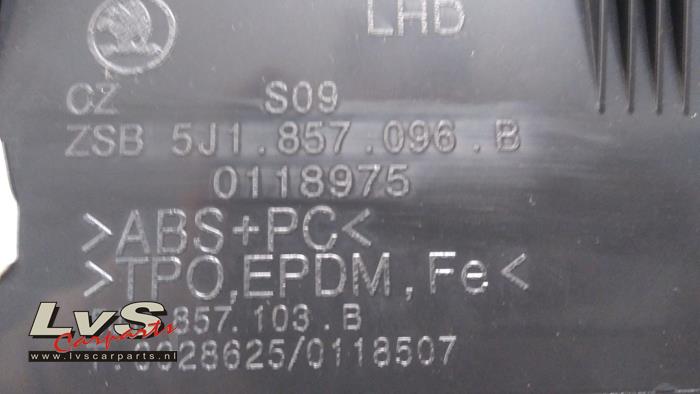 LHD
CZ S09
ZSB 5J1.857.096.B
0118975
>ABS+PC<
>TPO,EPDM,Fe<
857.103.B
0028625/0118507
LvS
Carparts
www.lvscarparts.nl